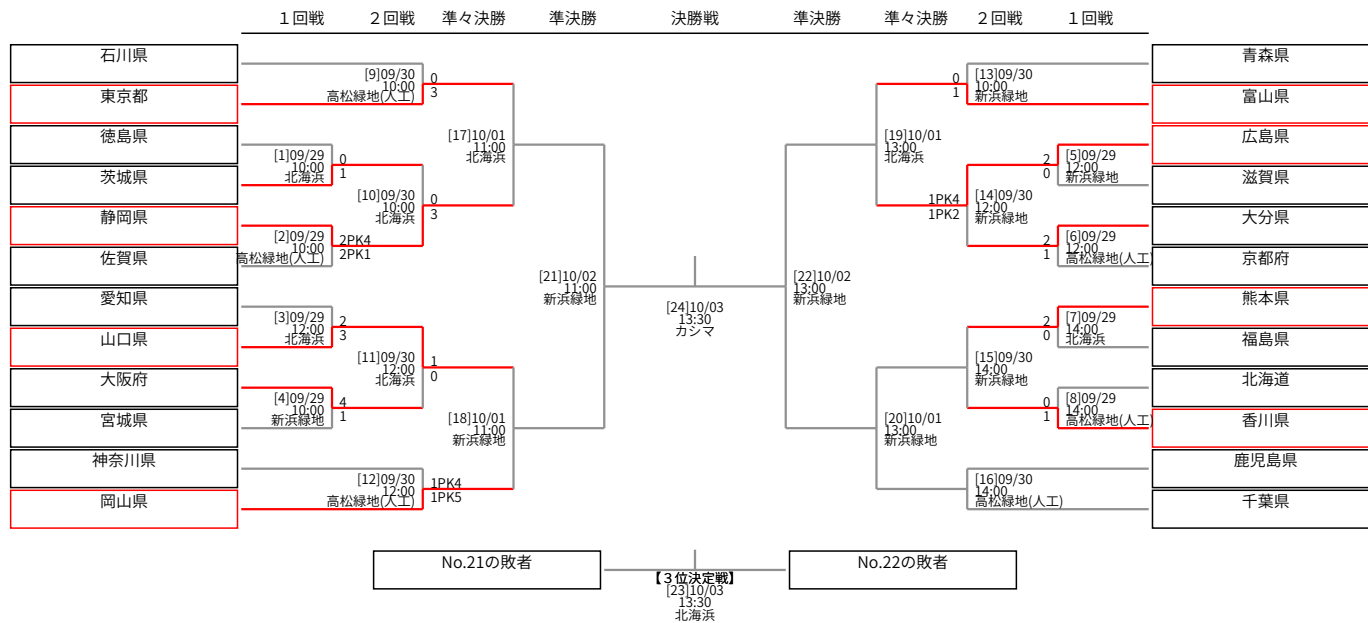 １回戦
２回戦
準々決勝
準決勝
決勝戦
準決勝
準々決勝
２回戦
１回戦
石川県
[9]09/30
10:00
高松緑地(人工)
0
3
東京都
[17]10/01
11:00
北海浜
徳島県
[1]09/29
10:00
北海浜
0
1
茨城県
[10]09/30
10:00
北海浜
0
3
静岡県
[2]09/29
10:00
高松緑地(人工)
2PK4
2PK1
佐賀県
[21]10/02
11:00
新浜緑地
愛知県
[3]09/29
12:00
北海浜
2
3
山口県
[11]09/30
12:00
北海浜
1
0
大阪府
[4]09/29
10:00
新浜緑地
4
1
宮城県
[18]10/01
11:00
新浜緑地
神奈川県
[12]09/30
12:00
高松緑地(人工)
1PK4
1PK5
岡山県
[24]10/03
13:30
カシマ
青森県
0
1
[13]09/30
10:00
新浜緑地
富山県
[19]10/01
13:00
北海浜
広島県
2
0
[5]09/29
12:00
新浜緑地
滋賀県
1PK4
1PK2
[14]09/30
12:00
新浜緑地
大分県
2
1
[6]09/29
12:00
高松緑地(人工)
京都府
[22]10/02
13:00
新浜緑地
熊本県
2
0
[7]09/29
14:00
北海浜
福島県
[15]09/30
14:00
新浜緑地
北海道
0
1
[8]09/29
14:00
高松緑地(人工)
香川県
[20]10/01
13:00
新浜緑地
鹿児島県
[16]09/30
14:00
高松緑地(人工)
千葉県
No.21の敗者
No.22の敗者
【３位決定戦】
[23]10/03
13:30
北海浜